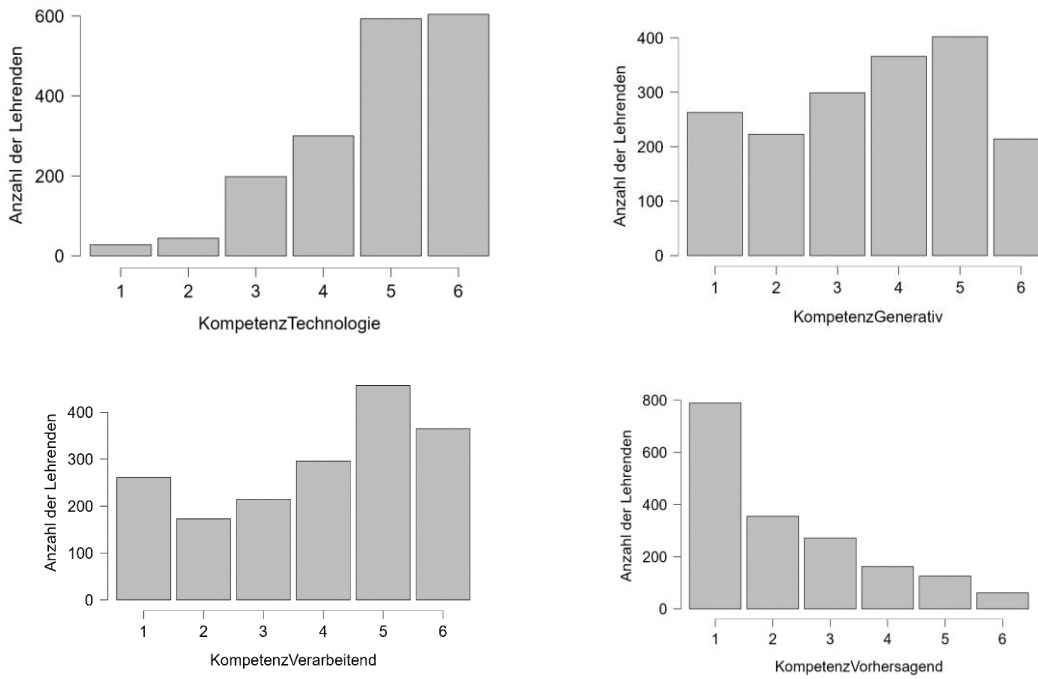 Anzahl der Lehrenden
600
400
200
0
1 2 3 4 5 6
KompetenzTechnologie
Anzahl der Lehrenden
400
300
200
100
0
1 2 3 4 5 6
KompetenzGenerativ
Anzahl der Lehrenden
400
300
200
100
0
1 2 3 4 5 6
KompetenzVerarbeitend
Anzahl der Lehrenden
800
600
400
200
0
1 2 3 4 5 6
KompetenzVorhersagend